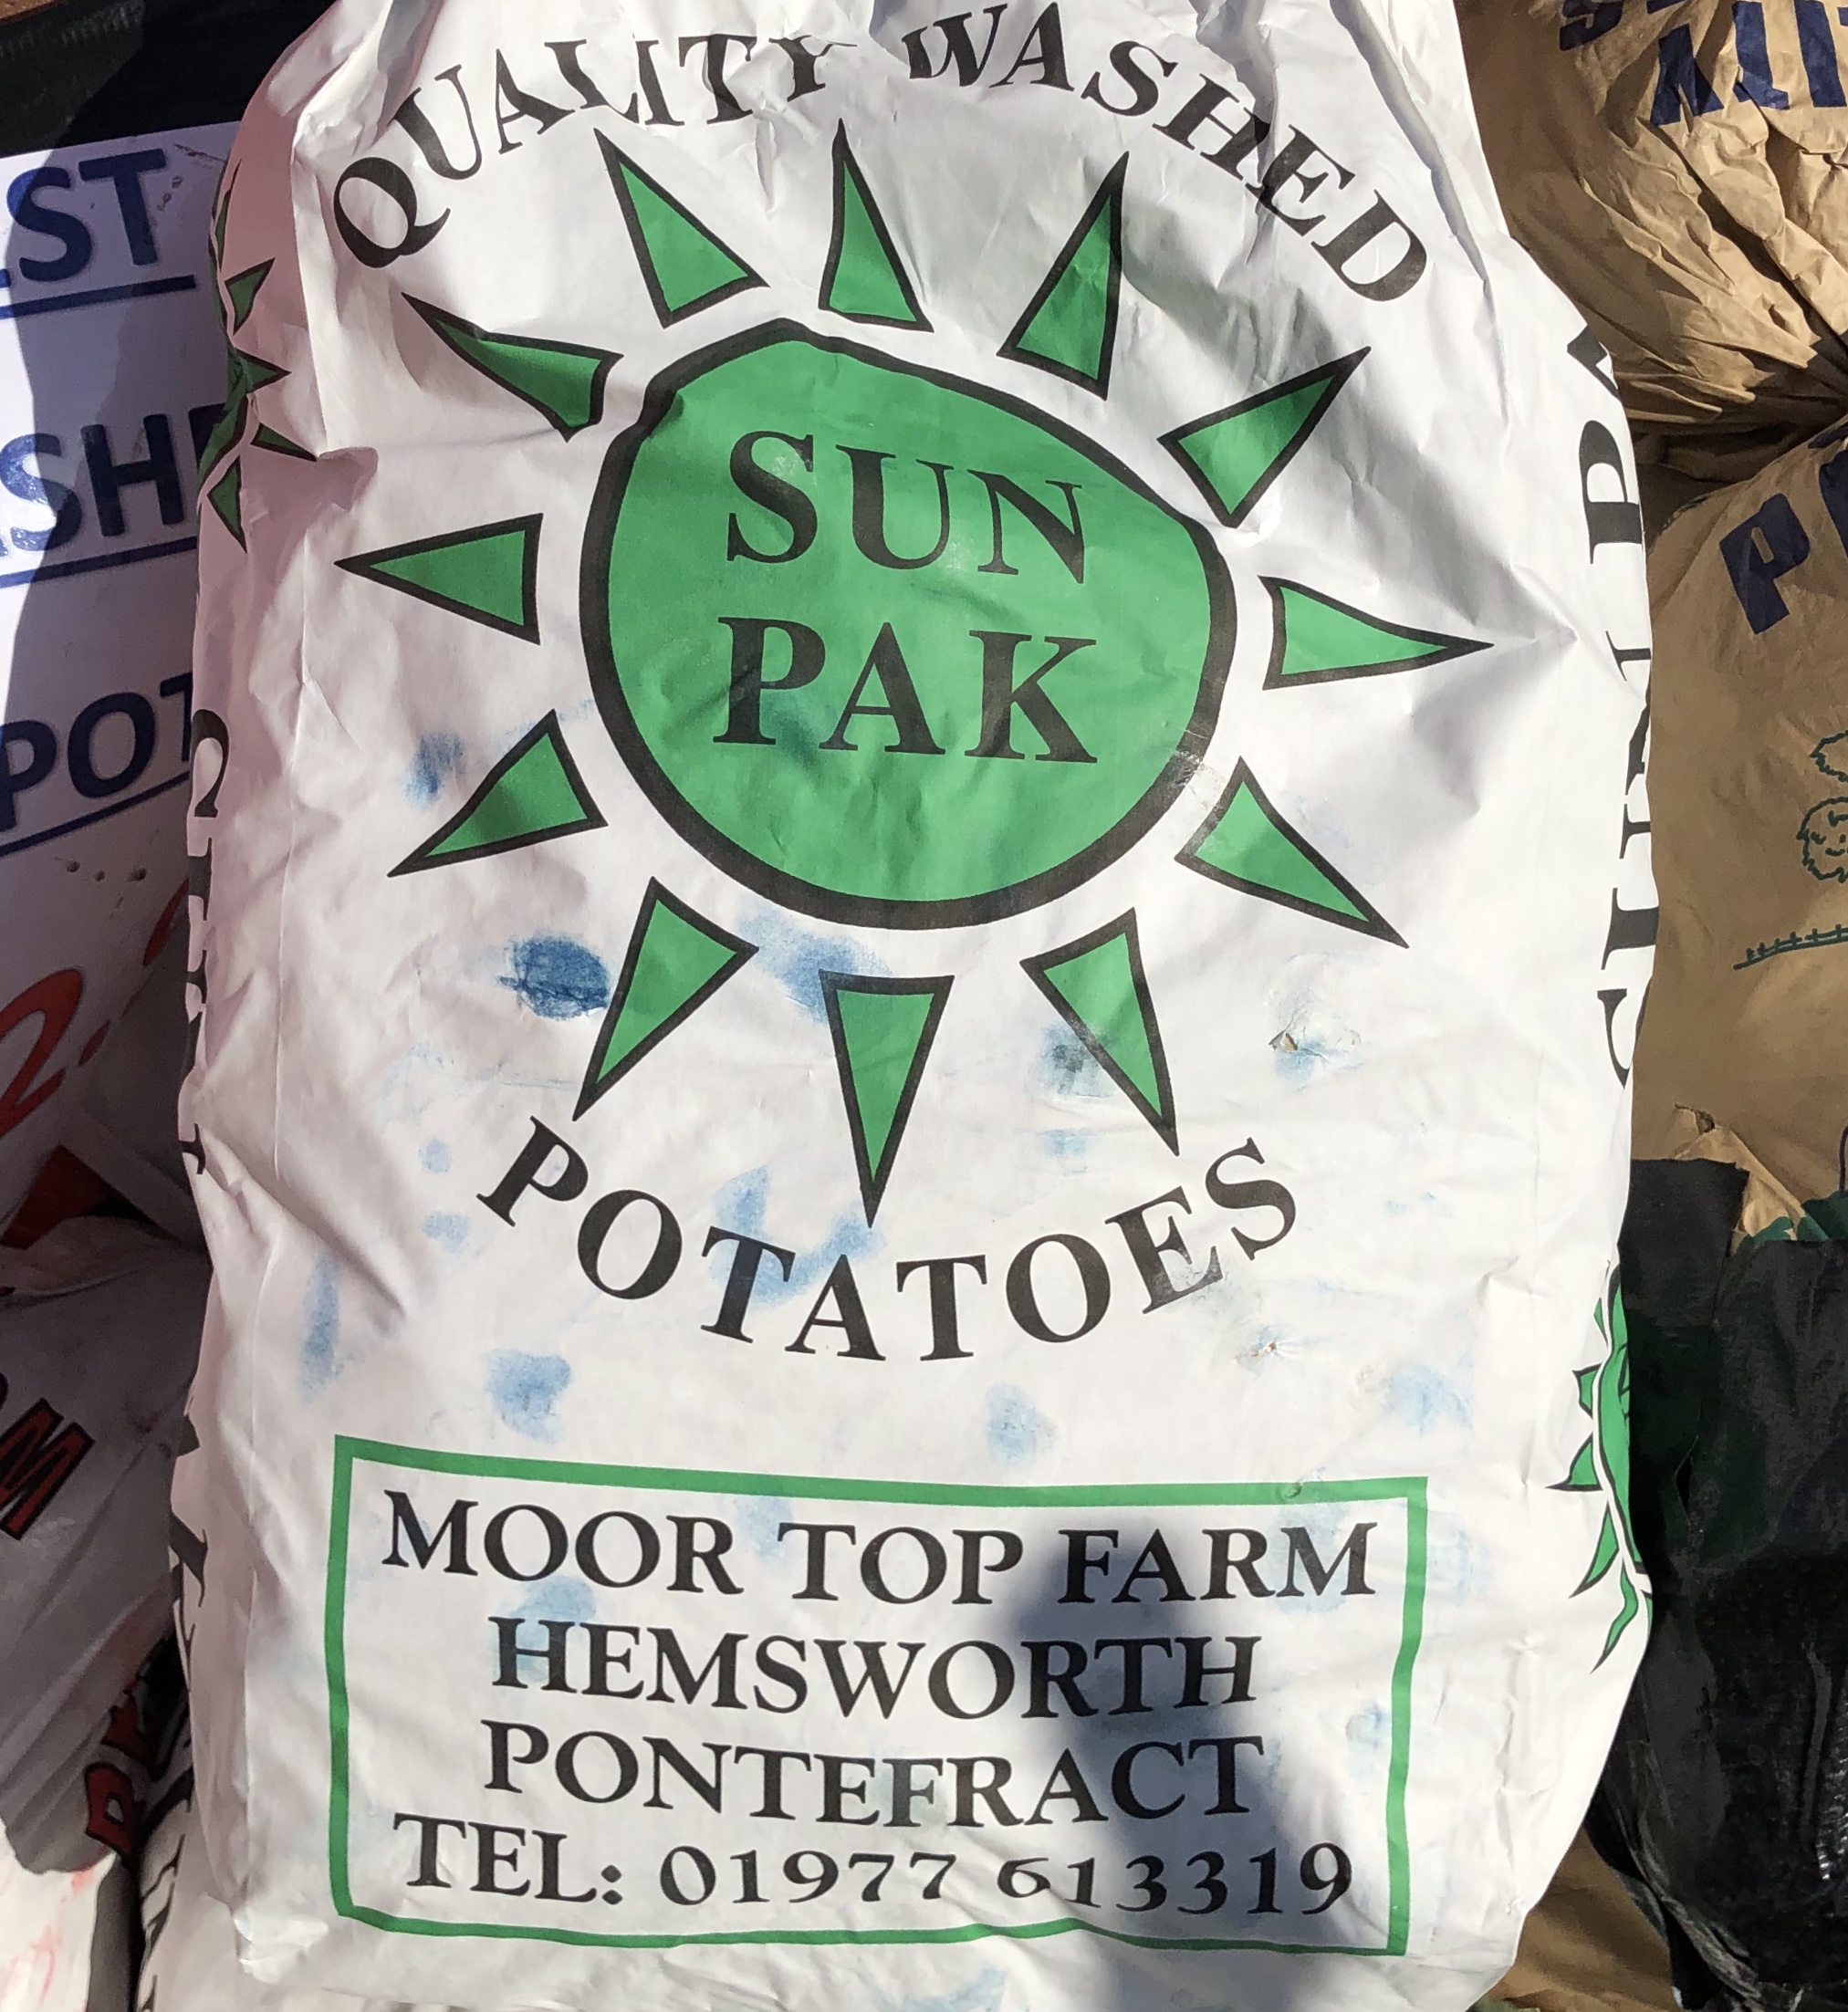 QUALITY WASHED
SUN
PAK
POTATOES
MOOR TOP FARM
HEMSWORTH
PONTEFRACT
TEL: 01977 613319